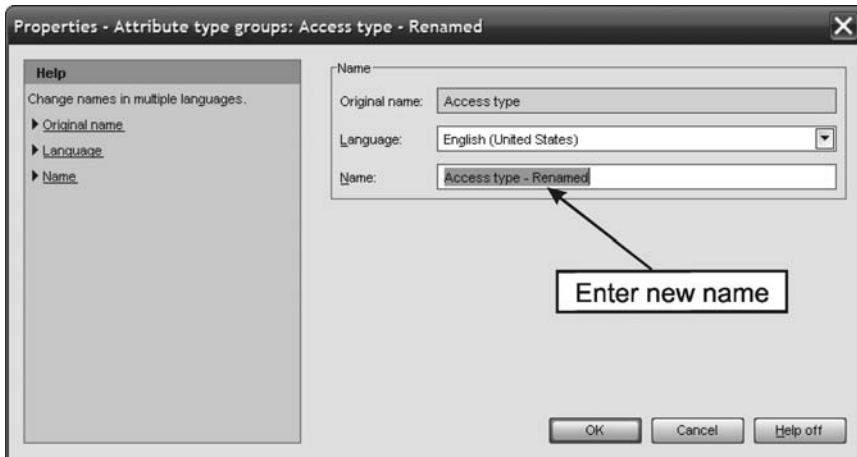 Properties - Attribute type groups: Access type - Renamed
Help
Change names in multiple languages.
Original name
Language
Name
Name
Original name: Access type
Language: English (United States)
Name: Access type - Renamed
Enter new name
OK Cancel Help off